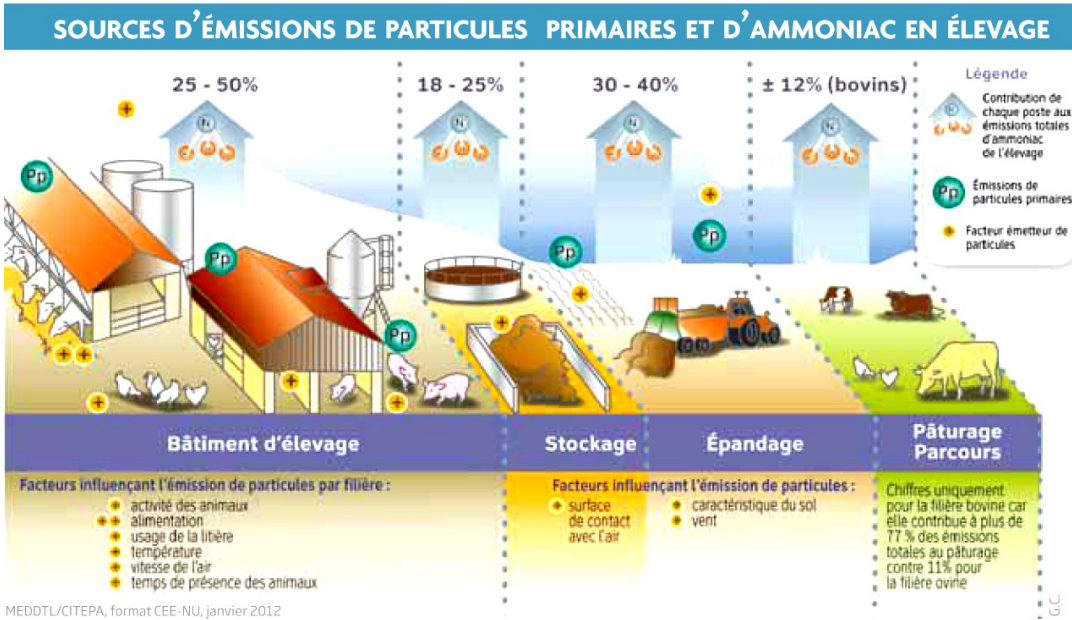 SOURCES D'ÉMISSIONS DE PARTICULES PRIMAIRES ET D'AMMONIAC EN ÉLEVAGE
25 - 50%
18 - 25%
30 - 40%
± 12% (bovins)
Légende
N
Contribution de
chaque poste aux
émissions totales
d'ammoniac
de l'élevage
Pp
Émissions de
particules primaires
Facteur émetteur de
particules
N
N
N
N
Pp
Pp
Pp
Pp
Pp
Bâtiment d'élevage
Stockage
Épandage
Pâturage
Parcours
Facteurs influençant l'émission de particules par filière :
+ activité des animaux
++ alimentation
+ usage de la litière
+ température
+ vitesse de l'air
+ temps de présence des animaux
Facteurs influençant l'émission de particules :
+ surface
de contact
avec l'air
+ caractéristique du sol
+ vent
Chiffres uniquement
pour la filière bovine car
elle contribue à plus de
77 % des émissions
totales au pâturage
contre 11% pour
la filière ovine
MEDDTL/CITEPA, format CEE-NU, janvier 2012
G.C.